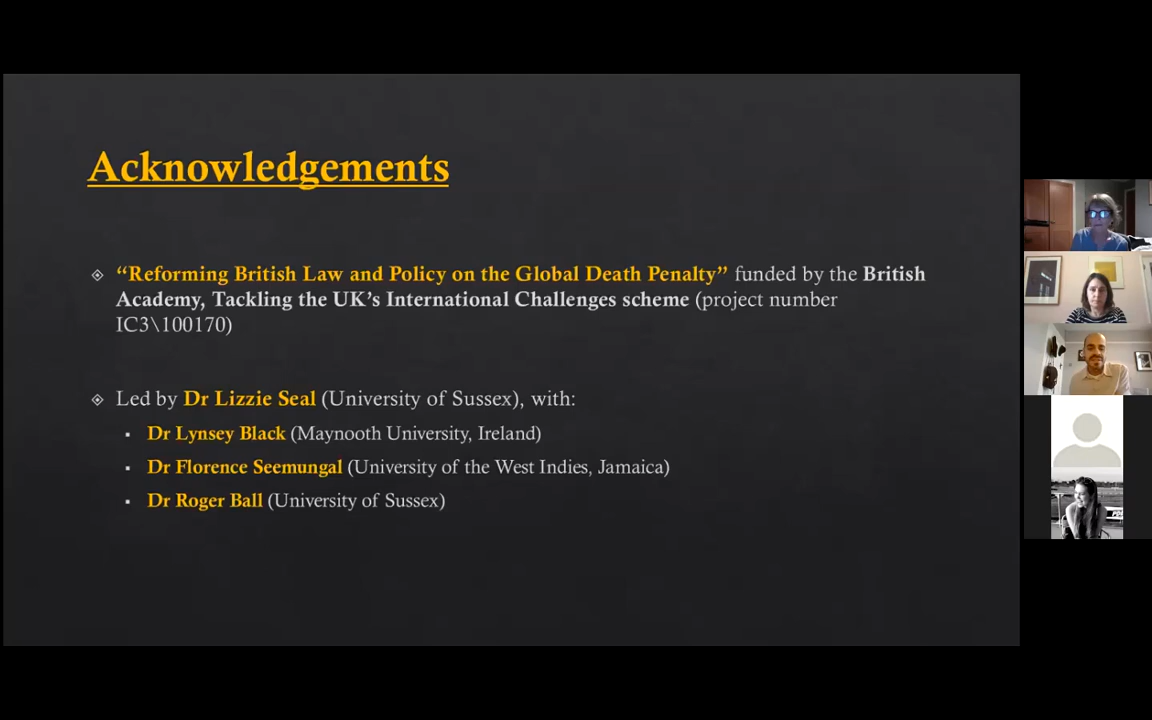 Acknowledgements
“Reforming British Law and Policy on the Global Death Penalty” funded by the British
Academy, Tackling the UK’s International Challenges scheme (project number
IC3\100170)
Led by Dr Lizzie Seal (University of Sussex), with:
Dr Lynsey Black (Maynooth University, Ireland)
Dr Florence Seemungal (University of the West Indies, Jamaica)
Dr Roger Ball (University of Sussex)